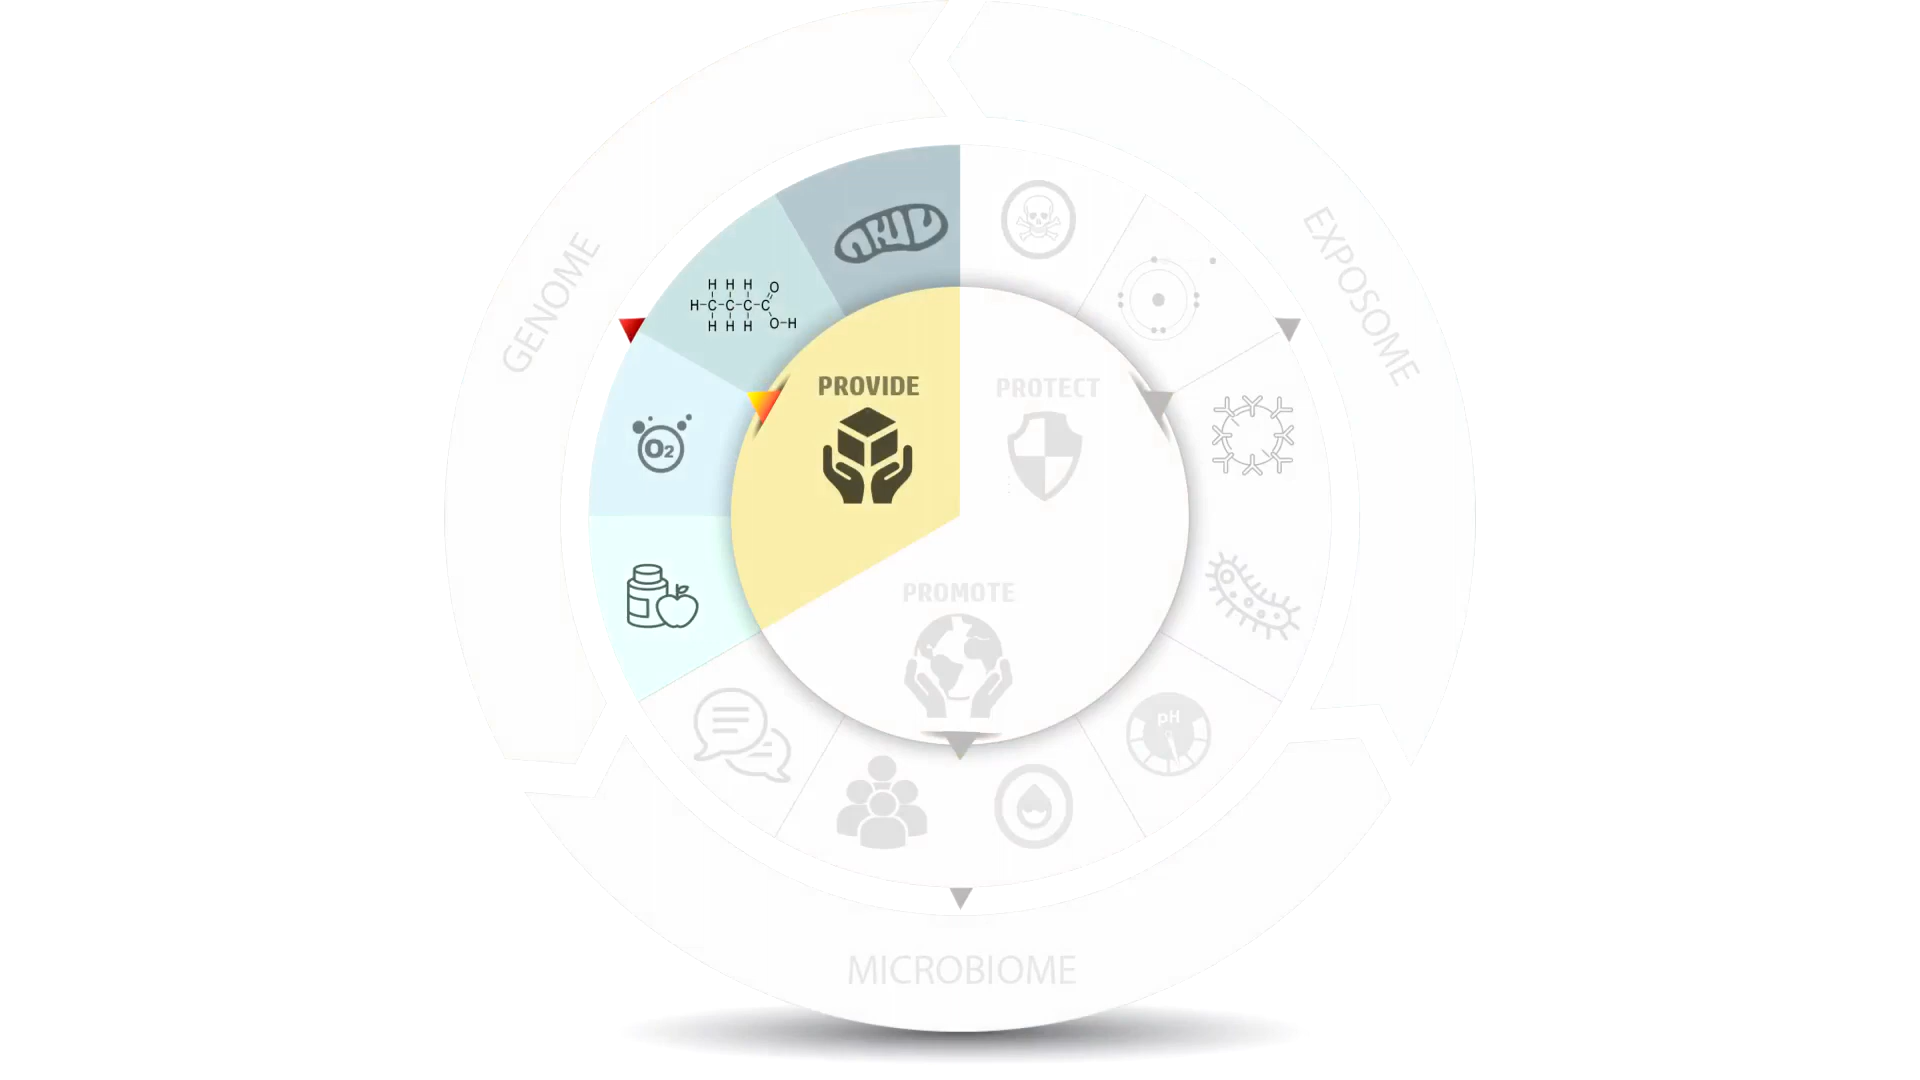 GENOME
EXPOSOME
H H H O
H-C-C-C-C
H H H O-H
PROVIDE
PROTECT
O2
PROMOTE
pH
MICROBIOME